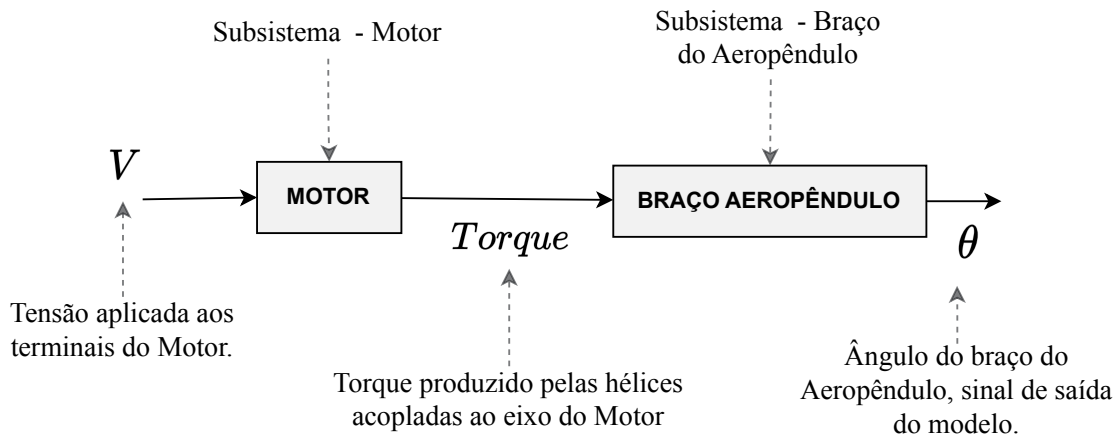 Subsistema - Motor
Subsistema - Braço
do Aeropêndulo
V
MOTOR
Torque
BRAÇO AEROPÊNDULO
θ
Tensão aplicada aos
terminais do Motor.
Torque produzido pelas hélices
acopladas ao eixo do Motor
Ângulo do braço do
Aeropêndulo, sinal de saída
do modelo.